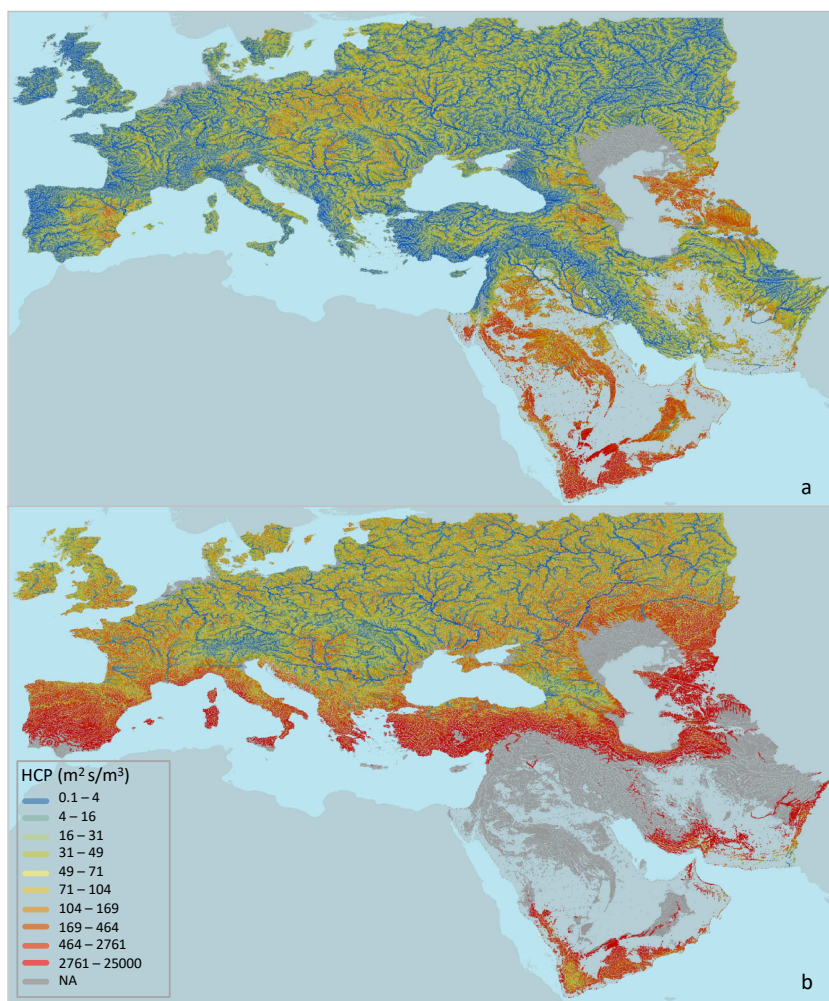 a
HCP (m² s/m³)
0.1 – 4
4 – 16
16 – 31
31 – 49
49 – 71
71 – 104
104 – 169
169 – 464
464 – 2761
2761 – 25000
NA
b